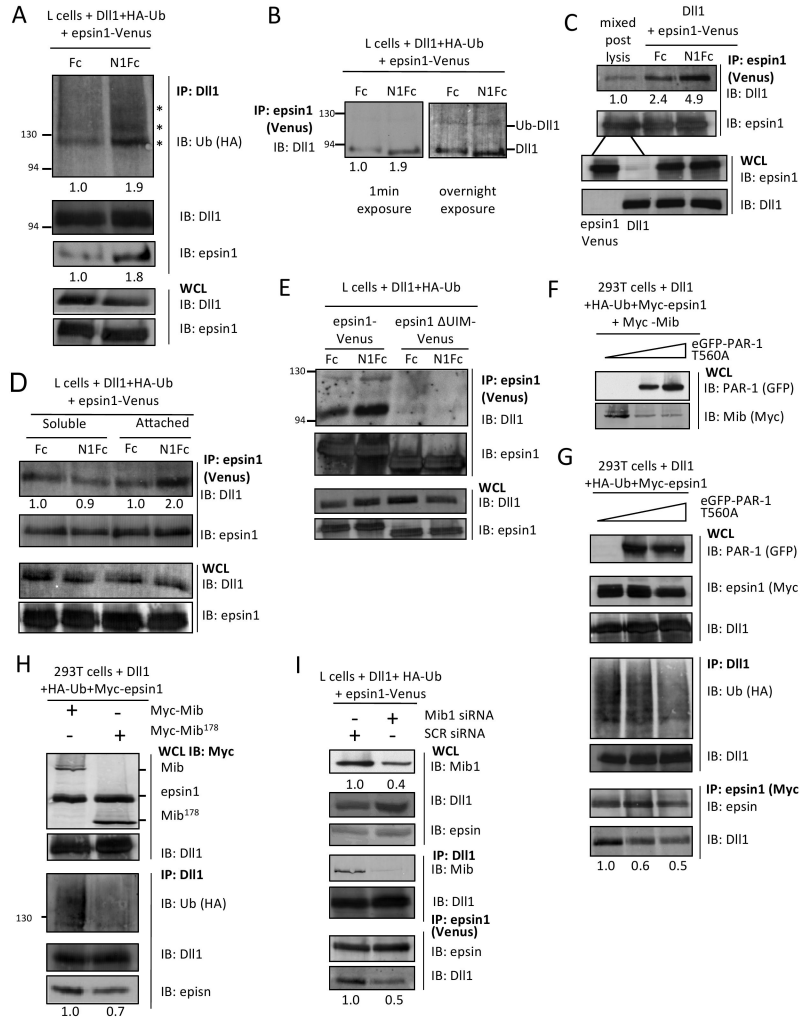 A
L cells + Dll1+HA-Ub
+ epsin1-Venus
Fc N1Fc
IP: Dll1
*
*
*
130
94
IB: Ub (HA)
1.0 1.9
94
IB: Dll1
IB: epsin1
1.0 1.8
WCL
IB: Dll1
IB: epsin1
B
L cells + Dll1+HA-Ub
+ epsin1-Venus
Fc N1Fc Fc N1Fc
IP: epsin1
(Venus)
IB: Dll1
130
94
Ub-Dll1
Dll1
1.0 1.9
1min
exposure
overnight
exposure
C
mixed
post
lysis
Dll1
+ epsin1-Venus
Fc N1Fc
IP: espin1
(Venus)
IB: Dll1
1.0 2.4 4.9
IB: epsin1
WCL
IB: epsin1
IB: Dll1
epsin1
Venus
Dll1
D
L cells + Dll1+HA-Ub
+ epsin1-Venus
Soluble Attached
Fc N1Fc Fc N1Fc
IP: epsin1
(Venus)
IB: Dll1
1.0 0.9 1.0 2.0
IB: epsin1
WCL
IB: Dll1
IB: epsin1
E
L cells + Dll1+HA-Ub
epsin1-
Venus
epsin1 ΔUIM-
Venus
Fc N1Fc Fc N1Fc
130
94
IP: epsin1
(Venus)
IB: Dll1
IB: epsin1
WCL
IB: Dll1
IB: epsin1
F
293T cells + Dll1
+HA-Ub+Myc-epsin1
+ Myc -Mib
eGFP-PAR-1
T560A
WCL
IB: PAR-1 (GFP)
IB: Mib (Myc)
G
293T cells + Dll1
+HA-Ub+Myc-epsin1
eGFP-PAR-1
T560A
WCL
IB: PAR-1 (GFP)
IB: epsin1 (Myc
IB: Dll1
IP: Dll1
IB: Ub (HA)
IB: Dll1
IP: epsin1 (Myc
IB: epsin
IB: Dll1
1.0 0.6 0.5
H
293T cells + Dll1
+HA-Ub+Myc-epsin1
+ - Myc-Mib
- + Myc-Mib178
WCL IB: Myc
Mib
epsin1
Mib178
IB: Dll1
IP: Dll1
IB: Ub (HA)
130
IB: Dll1
IB: episn
1.0 0.7
I
L cells + Dll1+ HA-Ub
+ epsin1-Venus
- + Mib1 siRNA
+ - SCR siRNA
WCL
IB: Mib1
1.0 0.4
IB: Dll1
IB: epsin
IP: Dll1
IB: Mib
IB: Dll1
IP: epsin1
(Venus)
IB: epsin
IB: Dll1
1.0 0.5